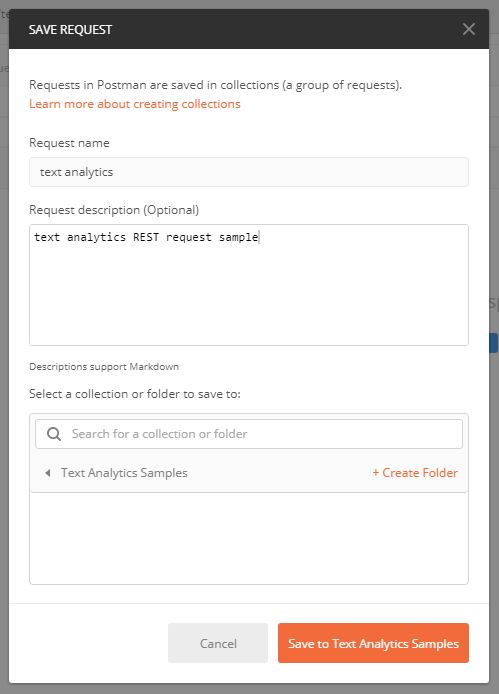 SAVE REQUEST
Requests in Postman are saved in collections (a group of requests).
Learn more about creating collections
Request name
text analytics
Request description (Optional)
text analytics REST request sample
Descriptions support Markdown
Select a collection or folder to save to:
Search for a collection or folder
Text Analytics Samples
+ Create Folder
Cancel
Save to Text Analytics Samples